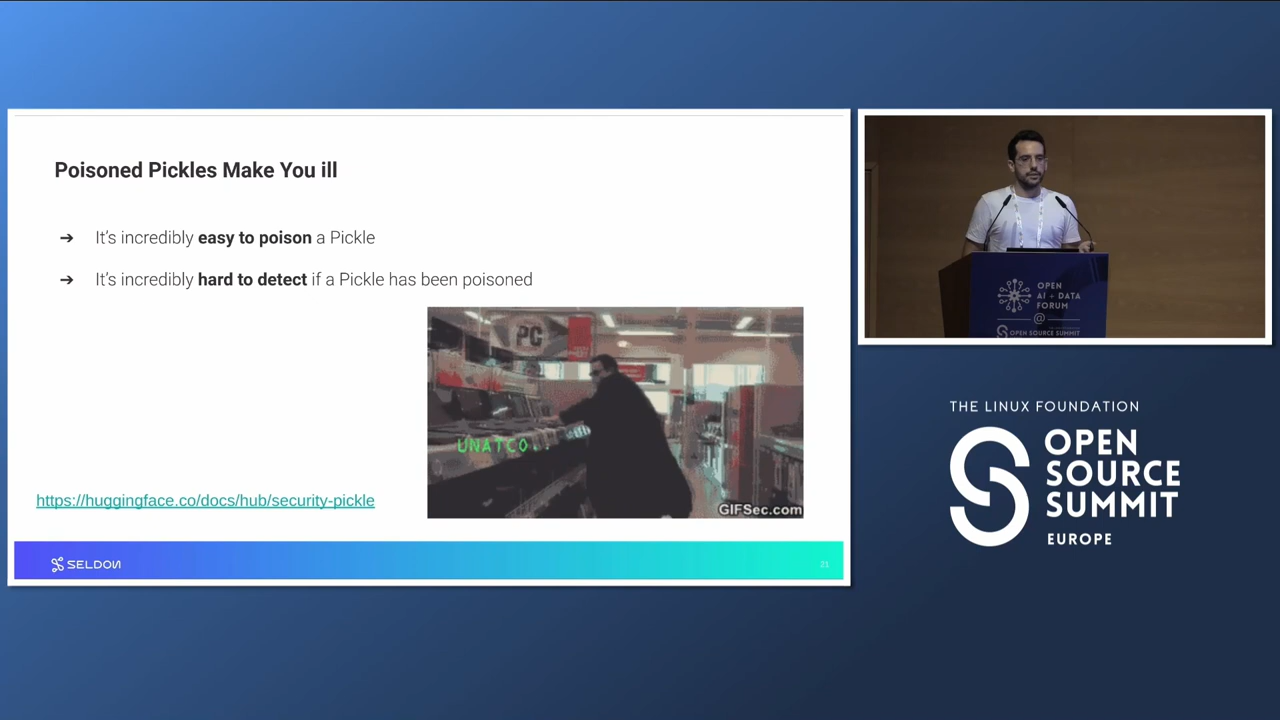 Poisoned Pickles Make You ill
➔ It's incredibly easy to poison a Pickle
➔ It's incredibly hard to detect if a Pickle has been poisoned
PC
UNATCO
GIFSec.com
https://huggingface.co/docs/hub/security-pickle
SELDON
21
OPEN
AI + DATA
FORUM
@
OPEN SOURCE SUMMIT
THE LINUX FOUNDATION
OPEN
SOURCE
SUMMIT
EUROPE